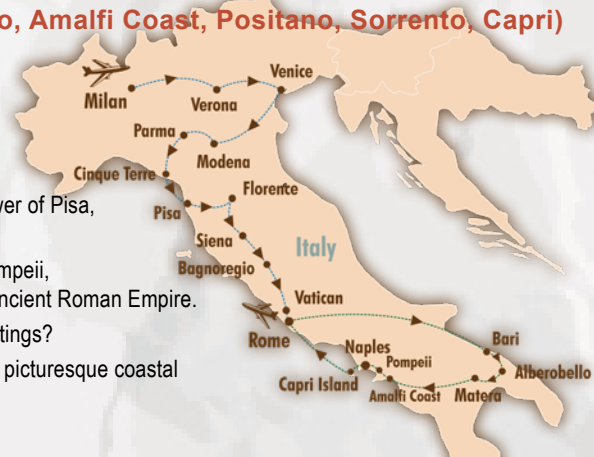 o, Amalfi Coast, Positano, Sorrento, Capri)
Venice
Milan
Verona
Parma
Modena
Cinque Terre
Florence
wer of Pisa,
Pisa
Siena
Italy
Bagnoregio
mpeii,
ncient Roman Empire.
Vatican
tings?
Rome
Bari
Naples
Pompeii
picturesque coastal
Alberobello
Capri Island
Amalfi Coast
Matera